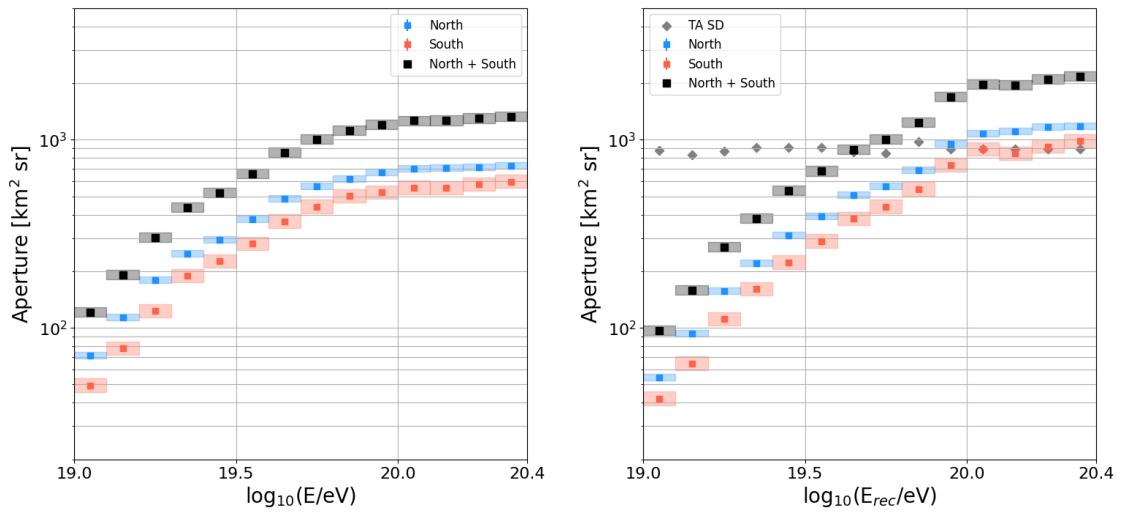 North
South
North + South
10³
10²
Aperture [km² sr]
19.0
19.5
20.0
20.4
log₁₀(E/eV)
TA SD
North
South
North + South
10³
10²
Aperture [km² sr]
19.0
19.5
20.0
20.4
log₁₀(E_rec/eV)